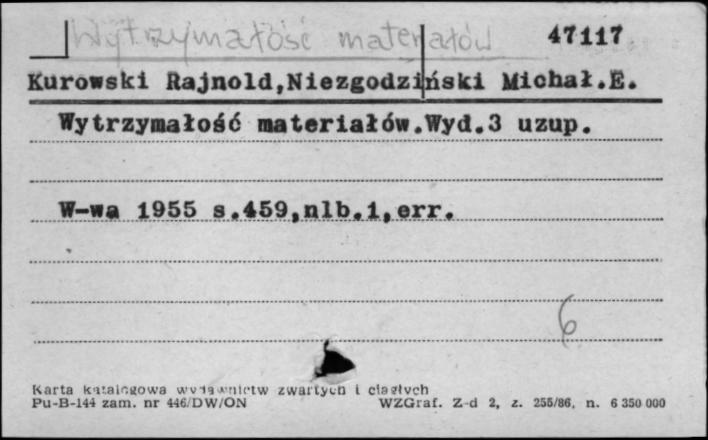 Wytrzymałość materiałów 47117
Kurowski Rajnold,Niezgodziński Michał.E.
Wytrzymałość materiałów.Wyd.3 uzup.
W-wa 1955 s.459,nlb.1,err.
6
Karta katalogowa wydawnictw zwartych i ciągłych
Pu-B-144 zam. nr 446/DW/ON WZGraf. Z-d 2, z. 255/86, n. 6 350 000